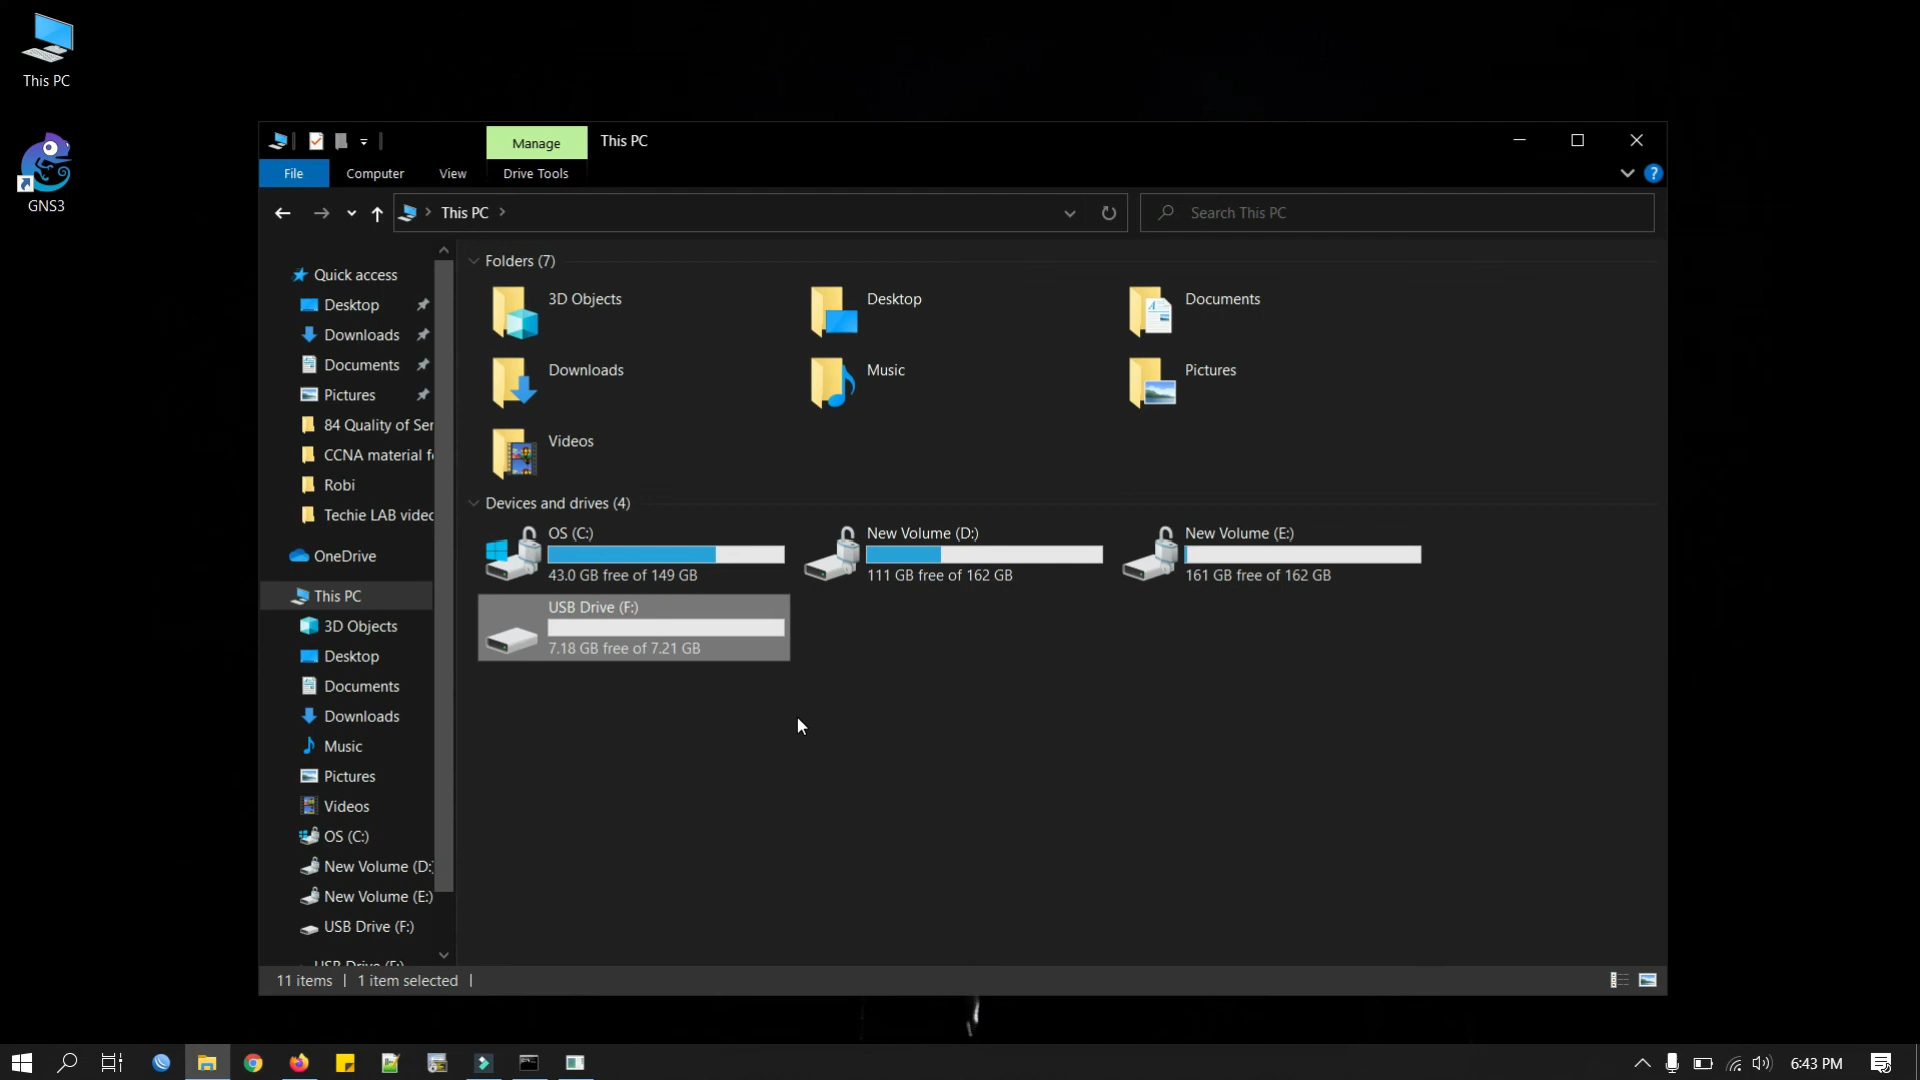 This PC
GNS3
Manage
This PC
File
Computer
View
Drive Tools
?
This PC
Search This PC
Quick access
Desktop
Downloads
Documents
Pictures
84 Quality of Ser
CCNA material fo
Robi
Techie LAB videc
OneDrive
This PC
3D Objects
Desktop
Documents
Downloads
Music
Pictures
Videos
OS (C:)
New Volume (D:)
New Volume (E:)
USB Drive (F:)
USB Drive (F:)
Folders (7)
3D Objects
Desktop
Documents
Downloads
Music
Pictures
Videos
Devices and drives (4)
OS (C:)
43.0 GB free of 149 GB
New Volume (D:)
111 GB free of 162 GB
New Volume (E:)
161 GB free of 162 GB
USB Drive (F:)
7.18 GB free of 7.21 GB
11 items
1 item selected
6:43 PM